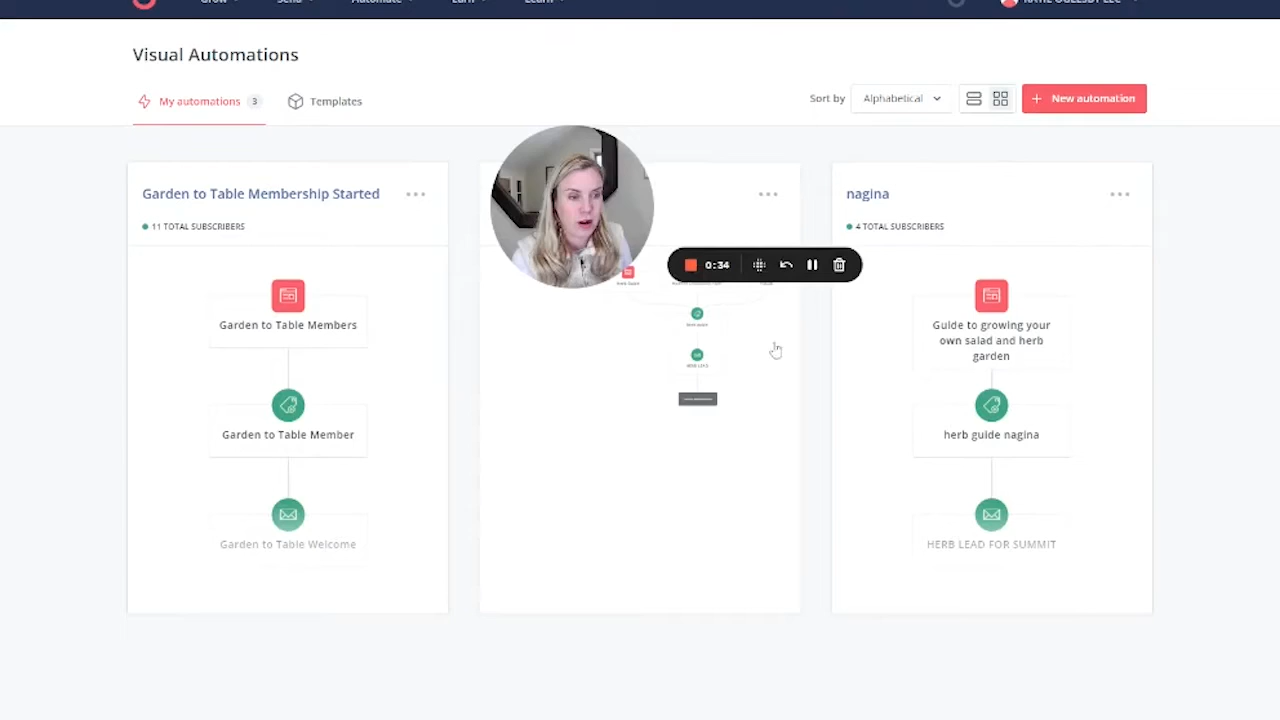 Visual Automations
My automations 3
Templates
Sort by
Alphabetical
New automation
Garden to Table Membership Started
11 TOTAL SUBSCRIBERS
Garden to Table Members
Garden to Table Member
Garden to Table Welcome
0:34
HERB LEAD
nagina
4 TOTAL SUBSCRIBERS
Guide to growing your
own salad and herb
garden
herb guide nagina
HERB LEAD FOR SUMMIT